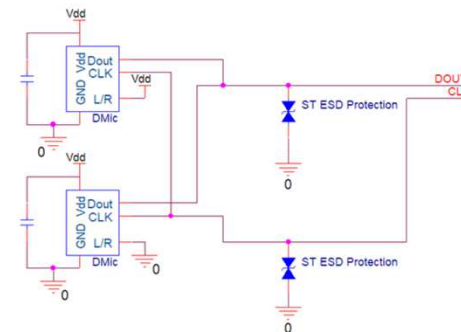 Vdd
Vdd
Dout
CLK
Vdd
GND
L/R
DMic
0
DOUT
CL
ST ESD Protection
0
Vdd
Vdd
Dout
CLK
GND
L/R
DMic
0
0
ST ESD Protection
0